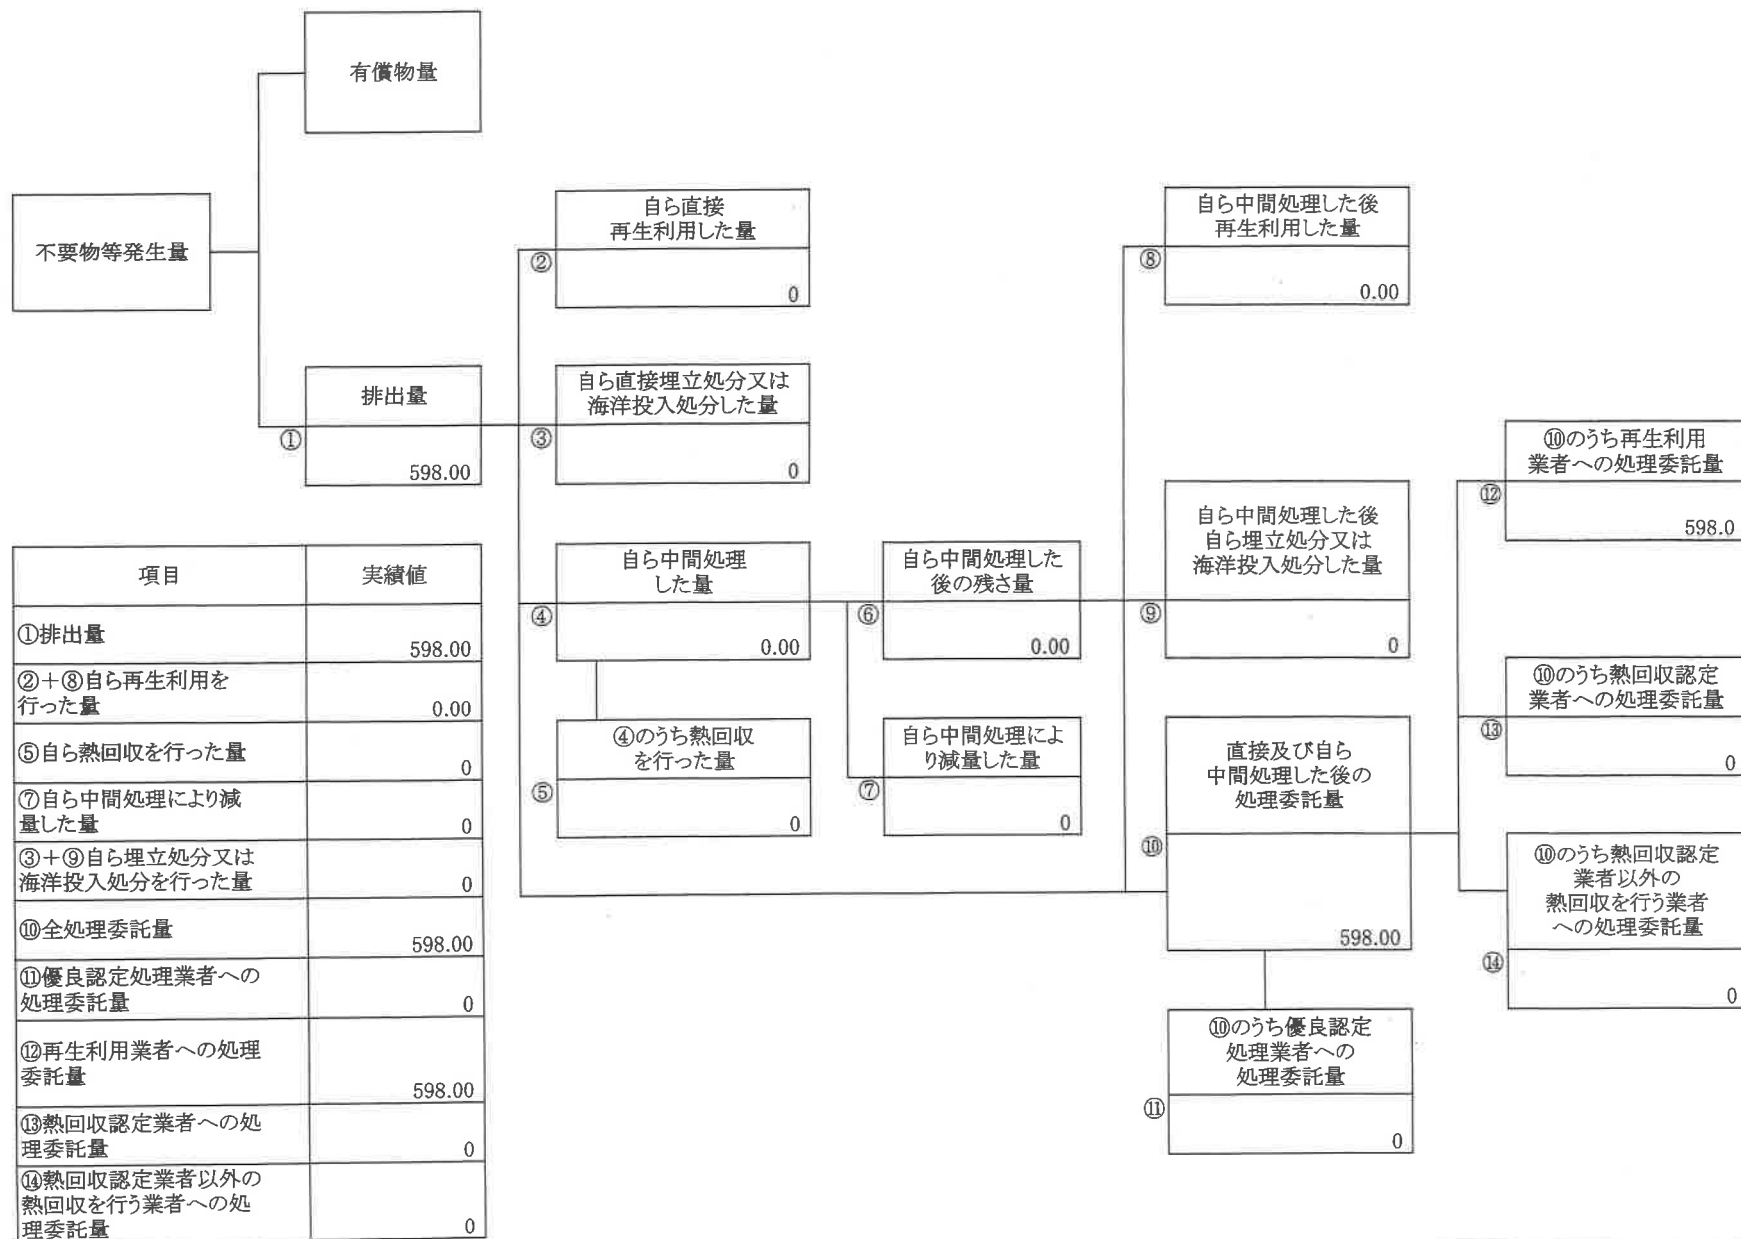 有償物量
不要物等発生量
排出量
①
598.00
自ら直接
再生利用した量
②
0
自ら直接埋立処分又は
海洋投入処分した量
③
0
自ら中間処理
した量
④
0.00
④のうち熱回収
を行った量
⑤
0
自ら中間処理した
後の残さ量
⑥
0.00
自ら中間処理によ
り減量した量
⑦
0
自ら中間処理した後
再生利用した量
⑧
0.00
自ら中間処理した後
自ら埋立処分又は
海洋投入処分した量
⑨
0
直接及び自ら
中間処理した後の
処理委託量
⑩
598.00
⑩のうち優良認定
処理業者への
処理委託量
⑪
0
⑩のうち再生利用
業者への処理委託量
⑫
598.0
⑩のうち熱回収認定
業者への処理委託量
⑬
0
⑩のうち熱回収認定
業者以外の
熱回収を行う業者
への処理委託量
⑭
0
項目 実績値
①排出量
598.00
②+⑧自ら再生利用を
行った量 0.00
⑤自ら熱回収を行った量
0
⑦自ら中間処理により減
量した量 0
③+⑨自ら埋立処分又は
海洋投入処分を行った量 0
⑩全処理委託量
598.00
⑪優良認定処理業者への
処理委託量 0
⑫再生利用業者への処理
委託量
598.00
⑬熱回収認定業者への処
理委託量 0
⑭熱回収認定業者以外の
熱回収を行う業者への処
理委託量 0